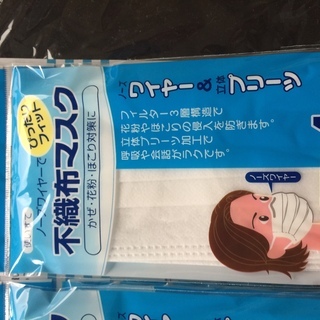 使い捨て
ノーズワイヤーで
ぴったり
フィット
不織布マスク
かぜ・花粉・ほこり対策に
ノーズ
ワイヤー&立体プリーツ
フィルター3層構造で
花粉やほこりの侵入を防ぎます。
立体プリーツ加工で
呼吸や会話がラクです。
ノーズワイヤー